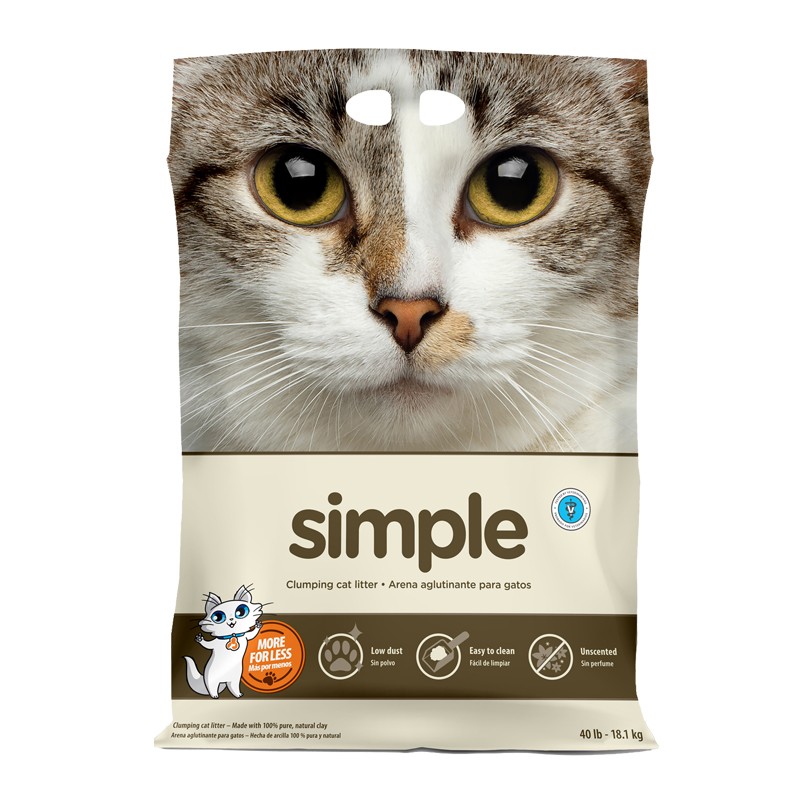 simple
Clumping cat litter • Arena aglutinante para gatos
MORE
FOR LESS
Más por menos
Low dust
Sin polvo
Easy to clean
Fácil de limpiar
Unscented
Sin perfume
Clumping cat litter – Made with 100% pure, natural clay
Arena aglutinante para gatos – Hecha de arcilla 100 % pura y natural
40 lb - 18.1 kg